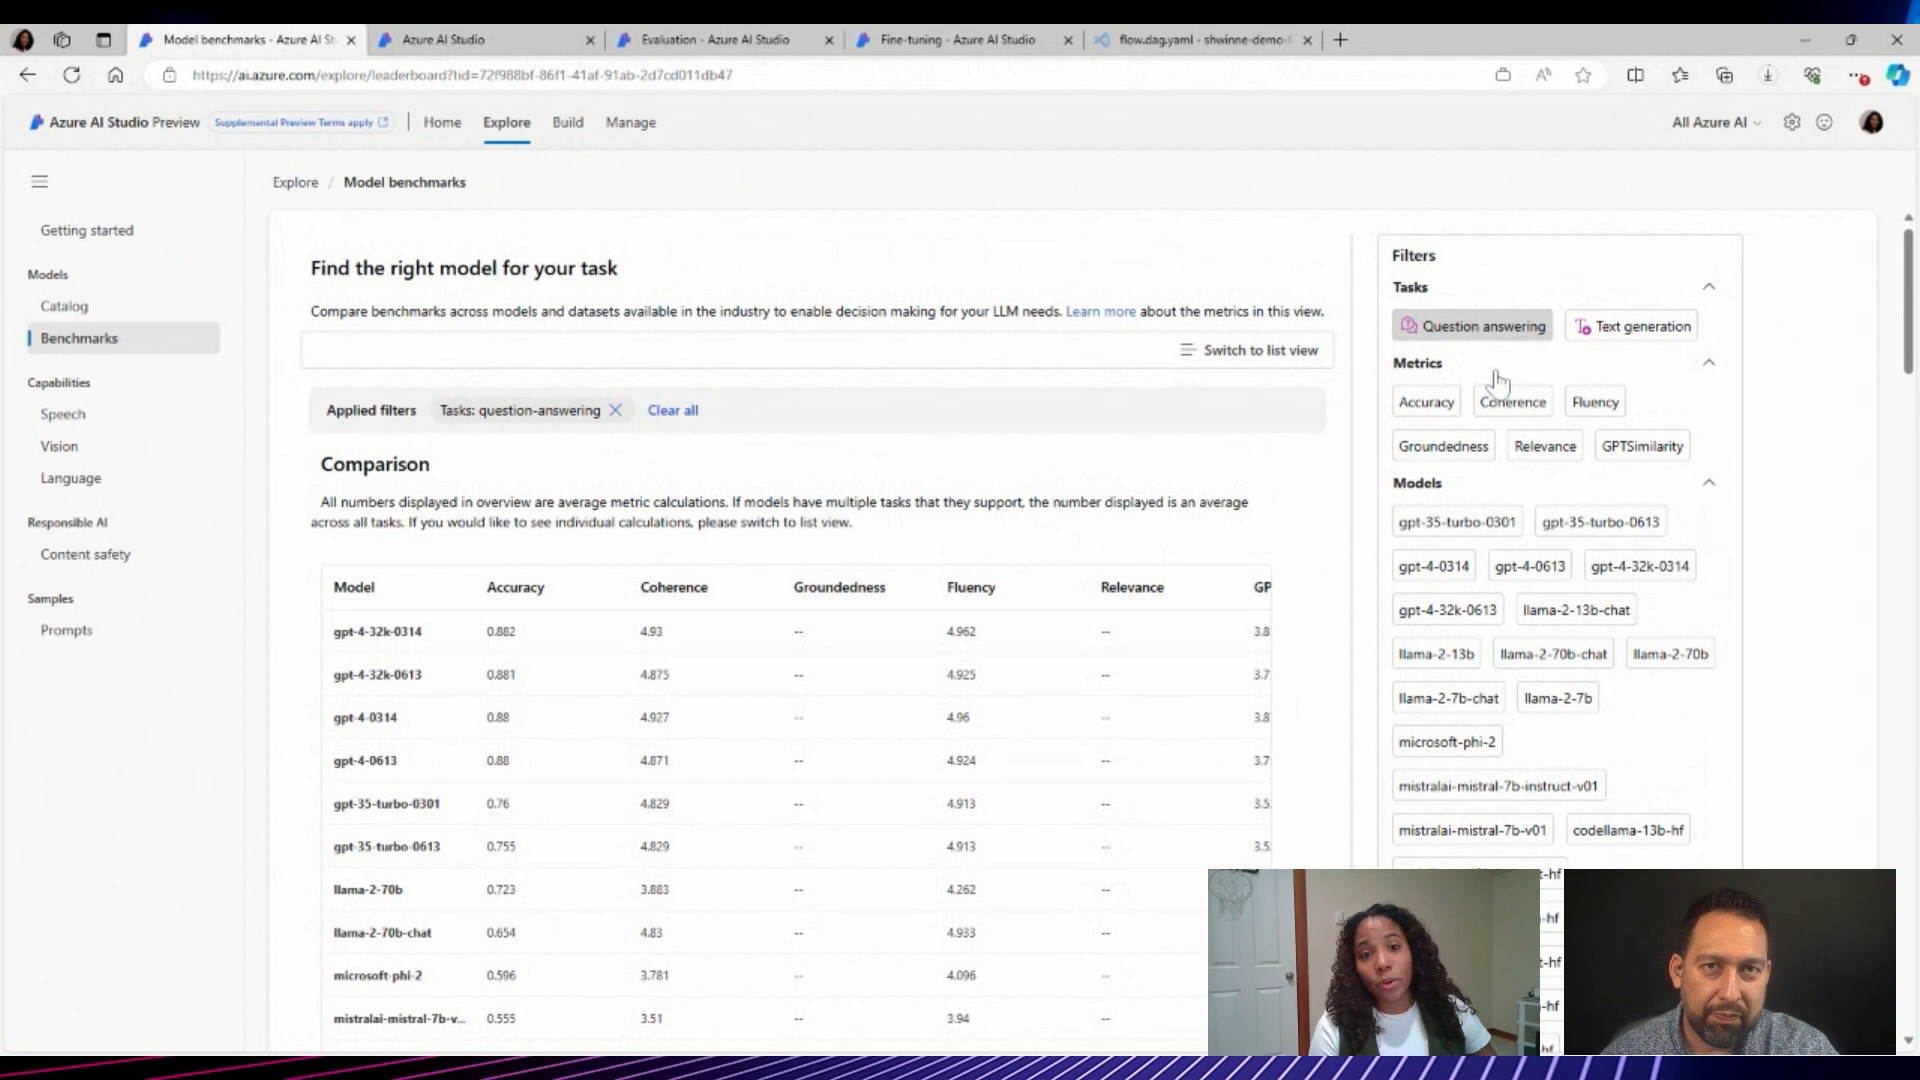 Model benchmarks - Azure AI St
Azure AI Studio
Evaluation - Azure AI Studio
Fine-tuning - Azure AI Studio
flow.dag.yaml - shwinne-demo-f
https://ai.azure.com/explore/leaderboard?tid=72f988bf-86f1-41af-91ab-2d7cd011db47
Azure AI Studio Preview
Supplemental Preview Terms apply
Home
Explore
Build
Manage
All Azure AI
Explore / Model benchmarks
Getting started
Models
Catalog
Benchmarks
Capabilities
Speech
Vision
Language
Responsible AI
Content safety
Samples
Prompts
Find the right model for your task
Compare benchmarks across models and datasets available in the industry to enable decision making for your LLM needs. Learn more about the metrics in this view.
Switch to list view
Applied filters Tasks: question-answering Clear all
Comparison
All numbers displayed in overview are average metric calculations. If models have multiple tasks that they support, the number displayed is an average
across all tasks. If you would like to see individual calculations, please switch to list view.
Model Accuracy Coherence Groundedness Fluency Relevance GP
gpt-4-32k-0314 0.882 4.93 -- 4.962 -- 3.8
gpt-4-32k-0613 0.881 4.875 -- 4.925 -- 3.7
gpt-4-0314 0.88 4.927 -- 4.96 -- 3.8
gpt-4-0613 0.88 4.871 -- 4.924 -- 3.7
gpt-35-turbo-0301 0.76 4.829 -- 4.913 -- 3.5
gpt-35-turbo-0613 0.755 4.829 -- 4.913 -- 3.5
llama-2-70b 0.723 3.883 -- 4.262 --
llama-2-70b-chat 0.654 4.83 -- 4.933 --
microsoft-phi-2 0.596 3.781 -- 4.096 --
mistralai-mistral-7b-v... 0.555 3.51 -- 3.94 --
Filters
Tasks
Question answering Text generation
Metrics
Accuracy Coherence Fluency
Groundedness Relevance GPTSimilarity
Models
gpt-35-turbo-0301 gpt-35-turbo-0613
gpt-4-0314 gpt-4-0613 gpt-4-32k-0314
gpt-4-32k-0613 llama-2-13b-chat
llama-2-13b llama-2-70b-chat llama-2-70b
llama-2-7b-chat llama-2-7b
microsoft-phi-2
mistralai-mistral-7b-instruct-v01
mistralai-mistral-7b-v01 codellama-13b-hf
t-hf
-hf
t-hf
-hf
hf